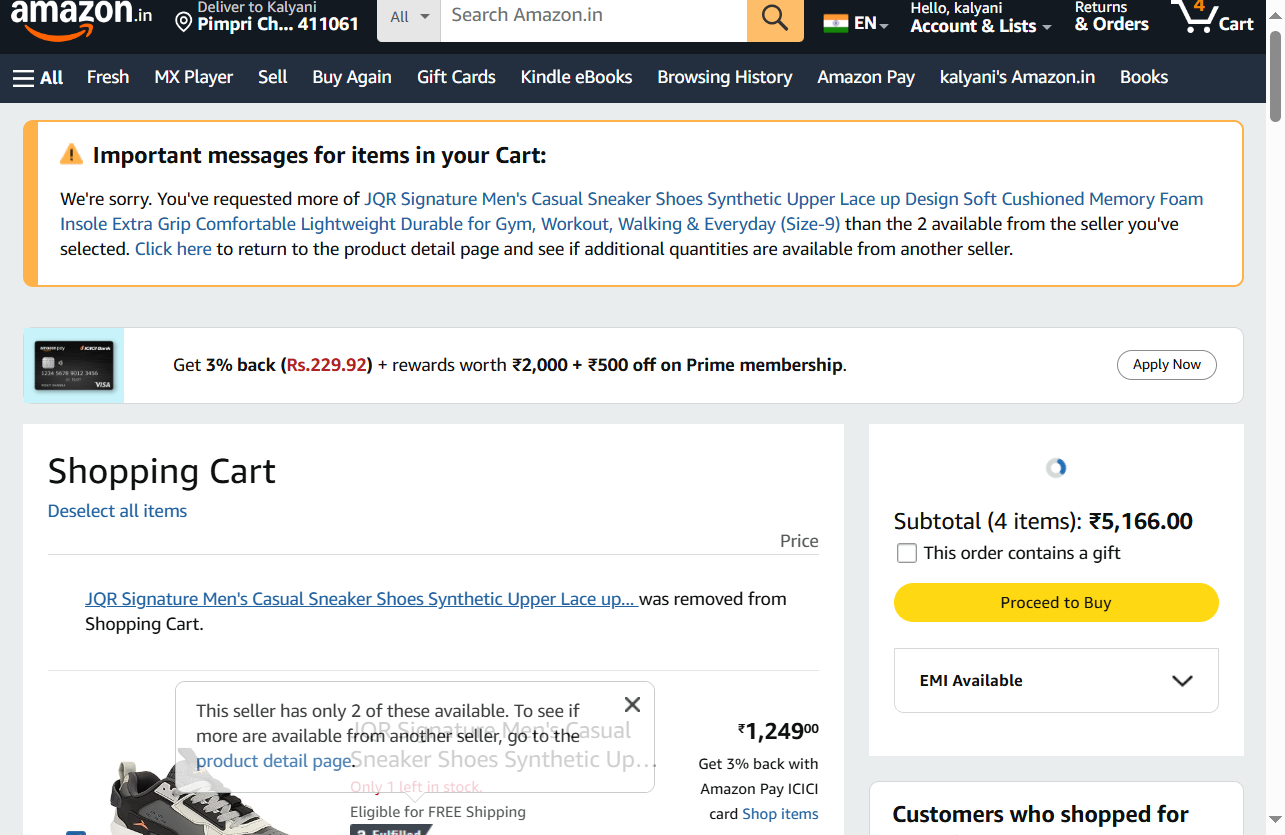 amazon.in
Deliver to Kalyani
Pimpri Ch... 411061
All
Search Amazon.in
EN
Hello, kalyani
Account & Lists
Returns
& Orders
4
Cart
All
Fresh
MX Player
Sell
Buy Again
Gift Cards
Kindle eBooks
Browsing History
Amazon Pay
kalyani's Amazon.in
Books
Important messages for items in your Cart:
We're sorry. You've requested more of JQR Signature Men's Casual Sneaker Shoes Synthetic Upper Lace up Design Soft Cushioned Memory Foam
Insole Extra Grip Comfortable Lightweight Durable for Gym, Workout, Walking & Everyday (Size-9) than the 2 available from the seller you've
selected. Click here to return to the product detail page and see if additional quantities are available from another seller.
amazon pay
ICICI Bank
1234 5678 9012 3456
VISA
Get 3% back (Rs.229.92) + rewards worth ₹2,000 + ₹500 off on Prime membership.
Apply Now
Shopping Cart
Deselect all items
Price
JQR Signature Men's Casual Sneaker Shoes Synthetic Upper Lace up... was removed from
Shopping Cart.
This seller has only 2 of these available. To see if
more are available from another seller, go to the
product detail page.
JQR Signature Men's Casual
Sneaker Shoes Synthetic Up...
Only 1 left in stock.
Eligible for FREE Shipping
Fulfilled
₹1,24900
Get 3% back with
Amazon Pay ICICI
card Shop items
Subtotal (4 items): ₹5,166.00
This order contains a gift
Proceed to Buy
EMI Available
Customers who shopped for